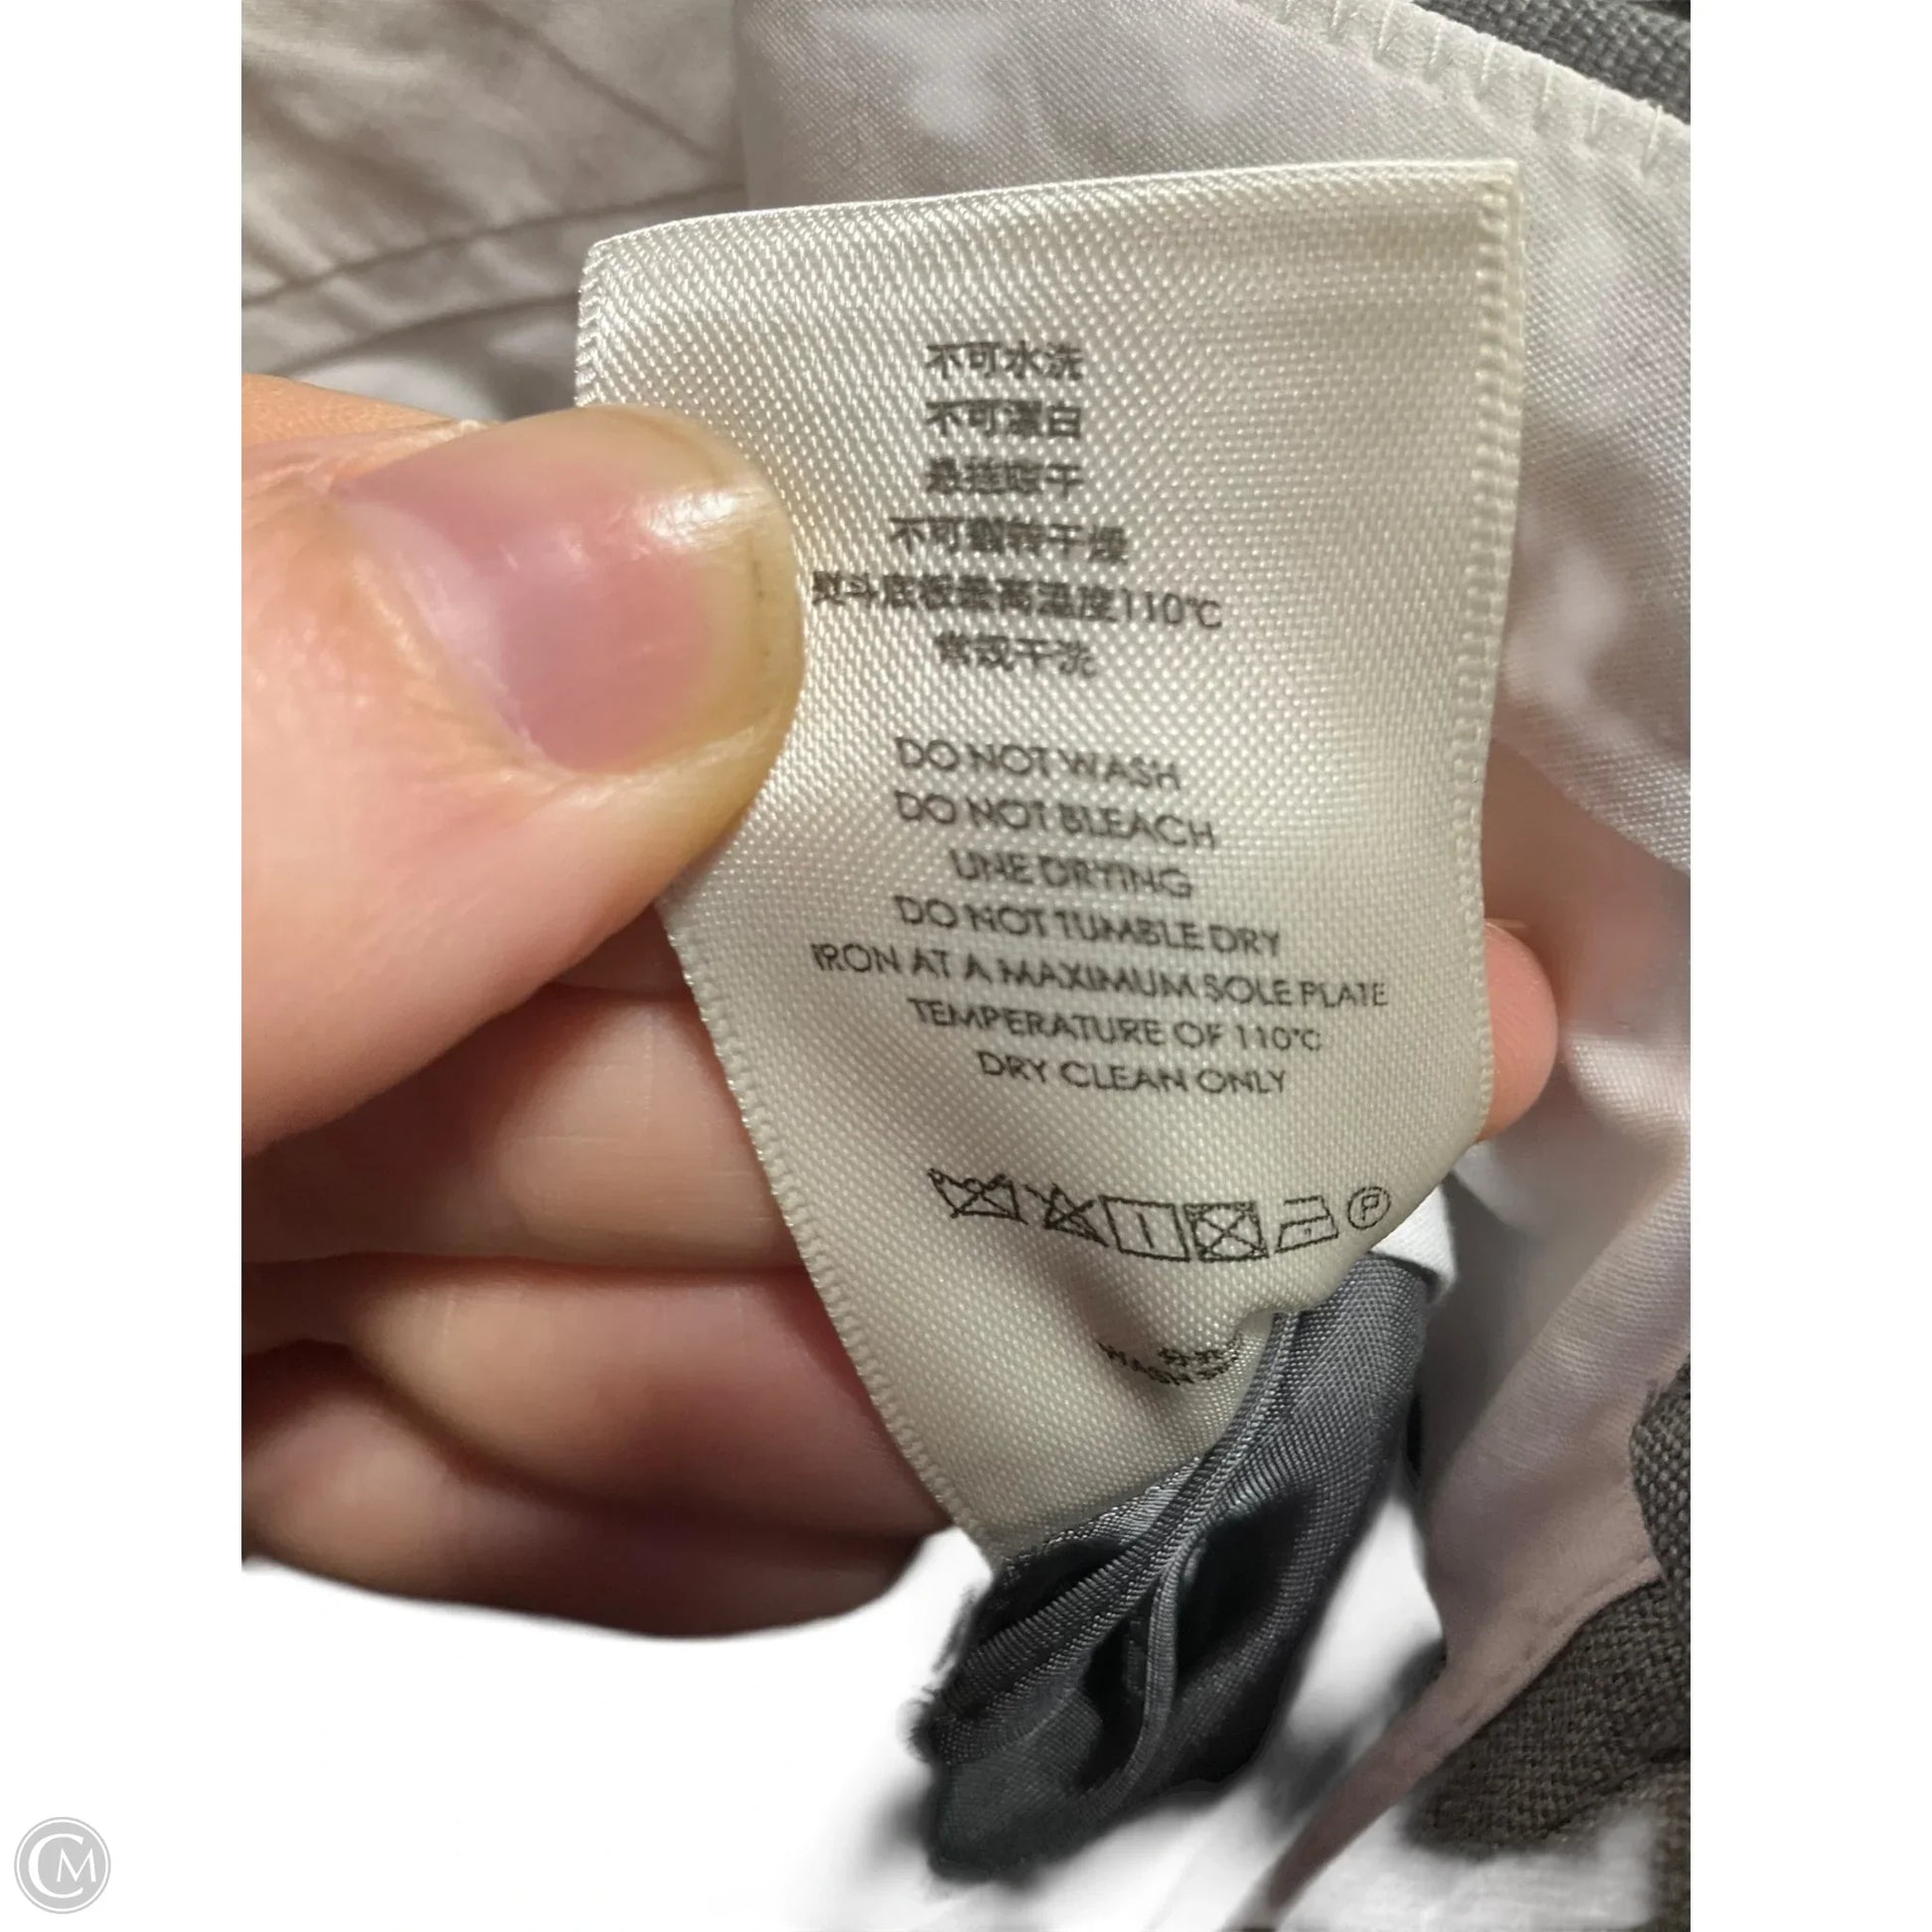 不可水洗
不可漂白
悬挂晾干
不可翻转干燥
熨斗底板最高温度110℃
常规干洗
DO NOT WASH
DO NOT BLEACH
LINE DRYING
DO NOT TUMBLE DRY
IRON AT A MAXIMUM SOLE PLATE
TEMPERATURE OF 110℃
DRY CLEAN ONLY
P
WASH
CM